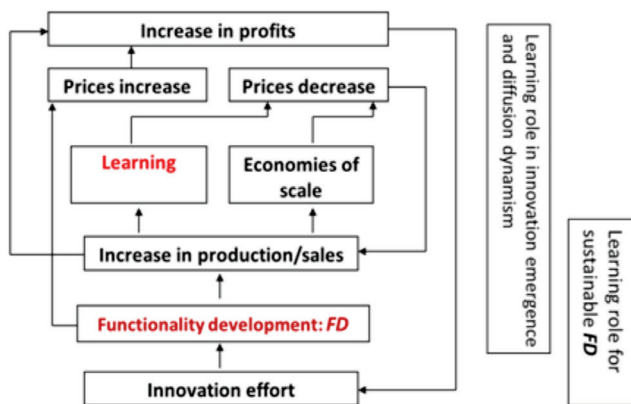 Increase in profits
Prices increase
Prices decrease
Learning
Economies of
scale
Increase in production/sales
Functionality development: FD
Innovation effort
Learning role in innovation emergence
and diffusion dynamism
Learning role for
sustainable FD